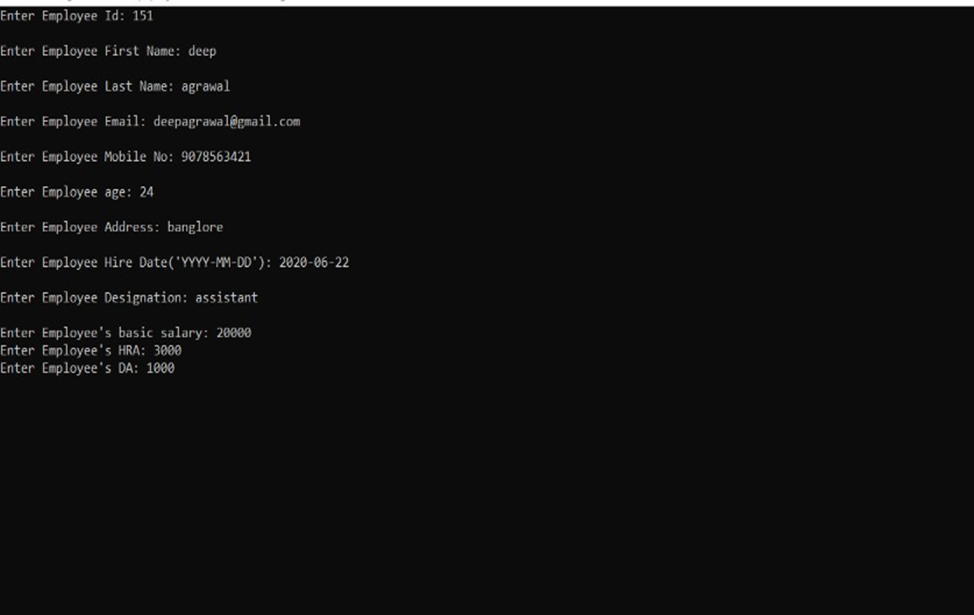 Enter Employee Id: 151
Enter Employee First Name: deep
Enter Employee Last Name: agrawal
Enter Employee Email: deepagrawal@gmail.com
Enter Employee Mobile No: 9078563421
Enter Employee age: 24
Enter Employee Address: banglore
Enter Employee Hire Date('YYYY-MM-DD'): 2020-06-22
Enter Employee Designation: assistant
Enter Employee's basic salary: 20000
Enter Employee's HRA: 3000
Enter Employee's DA: 1000